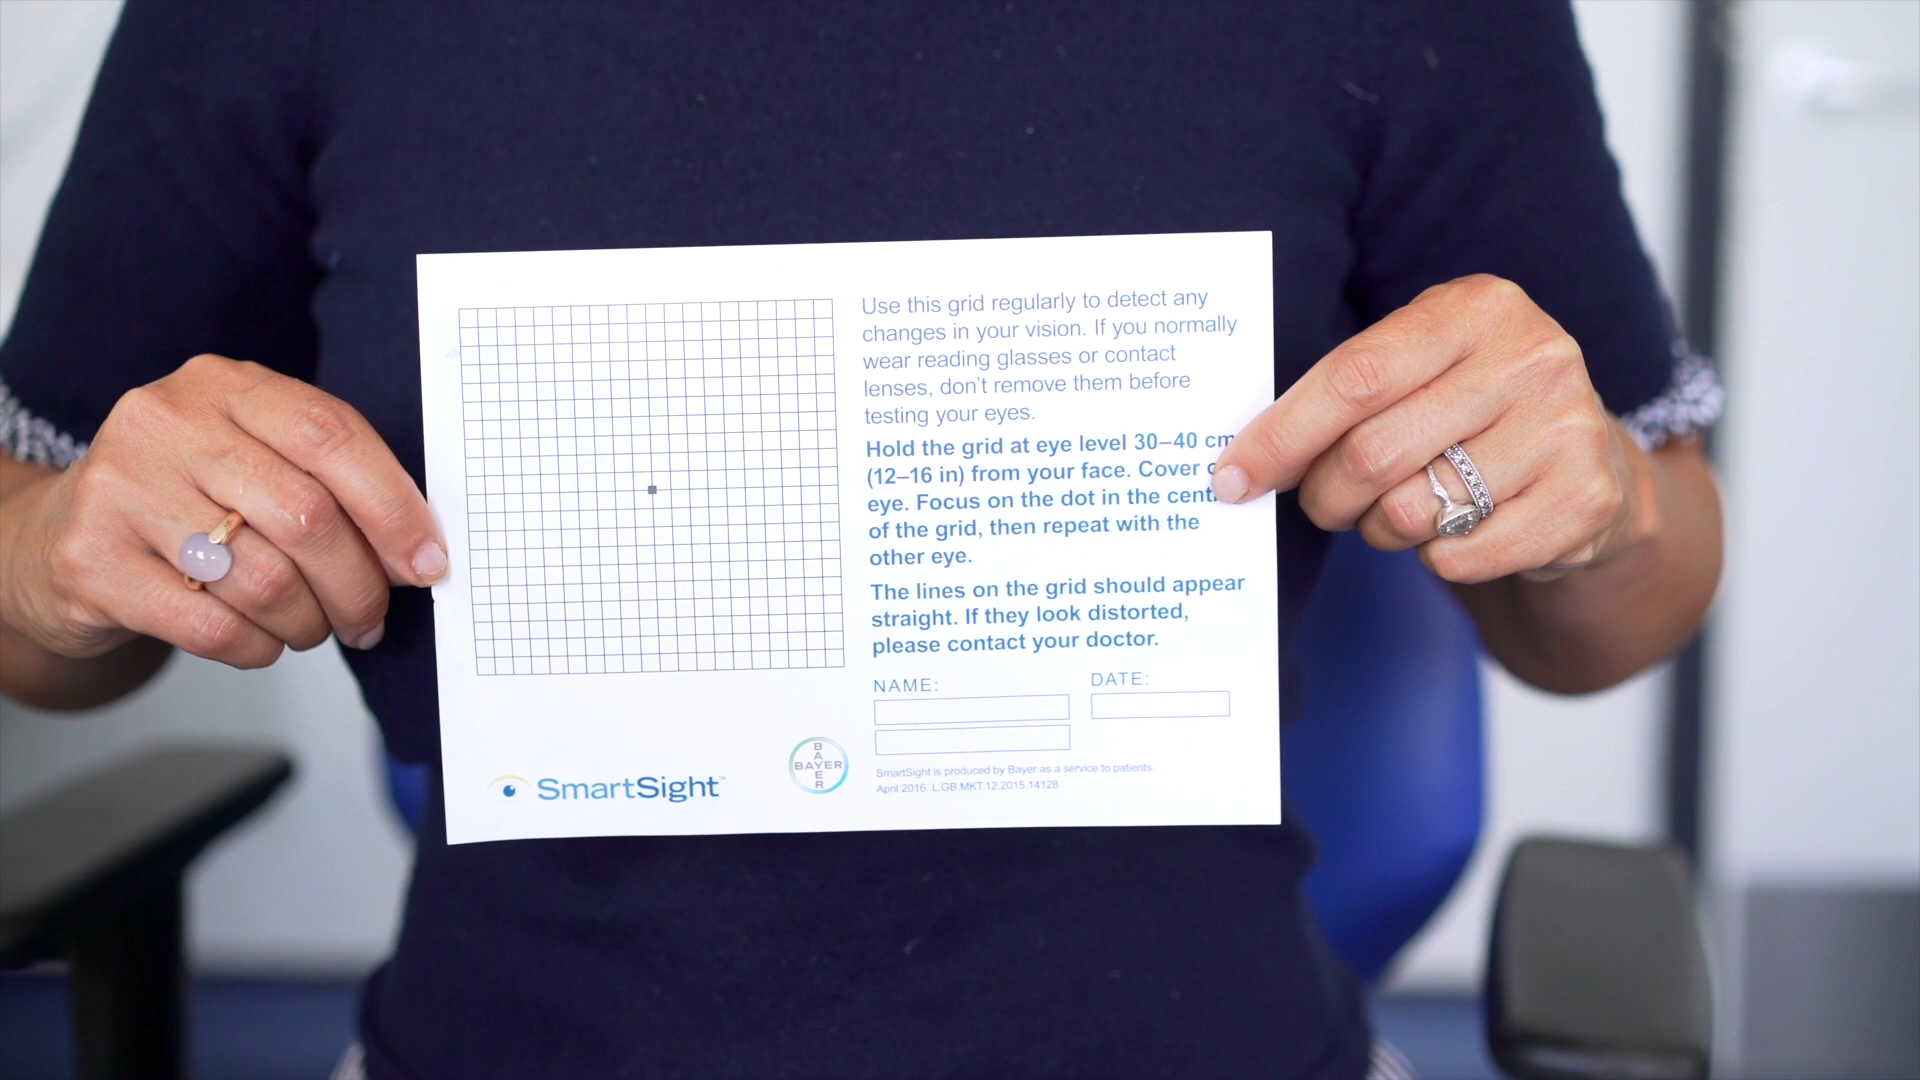 Use this grid regularly to detect any
changes in your vision. If you normally
wear reading glasses or contact
lenses, don't remove them before
testing your eyes.
Hold the grid at eye level 30–40 cm
(12–16 in) from your face. Cover
eye. Focus on the dot in the
of the grid, then repeat with the
other eye.
The lines on the grid should appear
straight. If they look distorted,
please contact your doctor.
NAME: DATE:
SmartSight™
BAYER
BAYER
SmartSight is produced by Bayer as a service to patients.
April 2016. L.GB.MKT.12.2015.14128